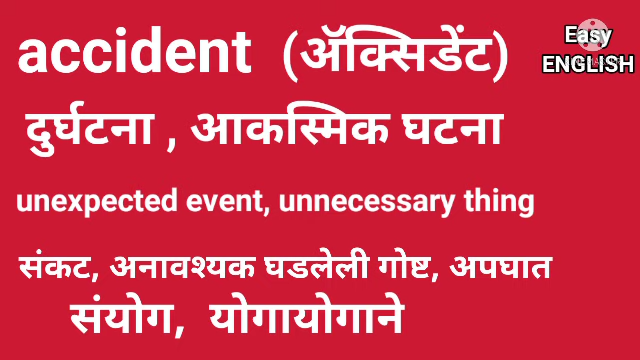 accident (ॲक्सिडेंट)
Easy
ENGLISH
दुर्घटना , आकस्मिक घटना
unexpected event, unnecessary thing
संकट, अनावश्यक घडलेली गोष्ट, अपघात
संयोग, योगायोगाने